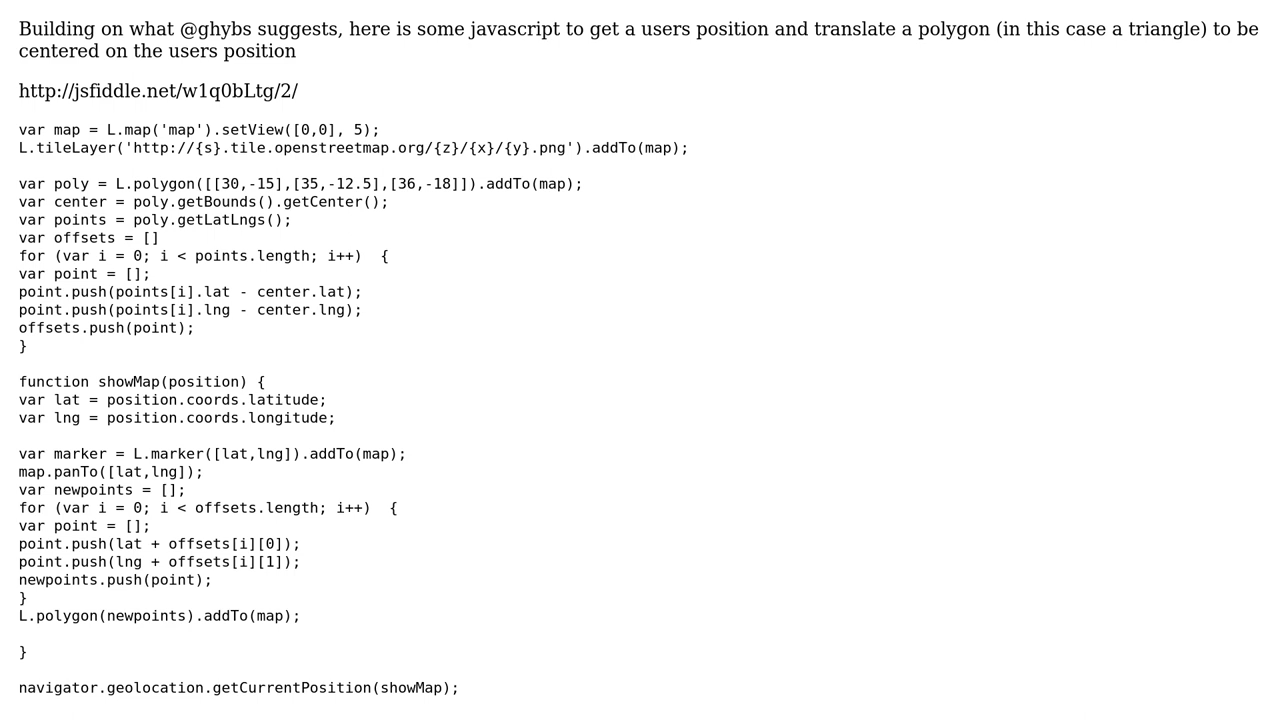 Building on what @ghybs suggests, here is some javascript to get a users position and translate a polygon (in this case a triangle) to be
centered on the users position
http://jsfiddle.net/w1q0bLtg/2/
var map = L.map('map').setView([0,0], 5);
L.tileLayer('http://{s}.tile.openstreetmap.org/{z}/{x}/{y}.png').addTo(map);
var poly = L.polygon([[30,-15],[35,-12.5],[36,-18]]).addTo(map);
var center = poly.getBounds().getCenter();
var points = poly.getLatLngs();
var offsets = []
for (var i = 0; i < points.length; i++)  {
var point = [];
point.push(points[i].lat - center.lat);
point.push(points[i].lng - center.lng);
offsets.push(point);
}
function showMap(position) {
var lat = position.coords.latitude;
var lng = position.coords.longitude;
var marker = L.marker([lat,lng]).addTo(map);
map.panTo([lat,lng]);
var newpoints = [];
for (var i = 0; i < offsets.length; i++)  {
var point = [];
point.push(lat + offsets[i][0]);
point.push(lng + offsets[i][1]);
newpoints.push(point);
}
L.polygon(newpoints).addTo(map);
}
navigator.geolocation.getCurrentPosition(showMap);